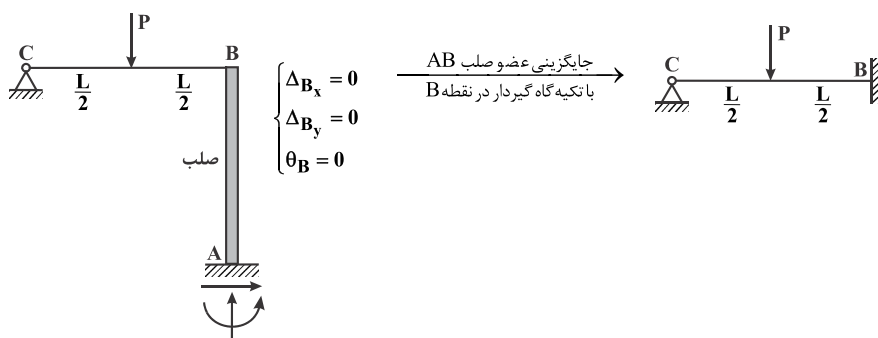 P
C
B
L/2
L/2
صلب
A
Δ_Bx = 0
Δ_By = 0
θ_B = 0
جایگزینی عضو صلب AB
با تکیه گاه گیردار در نقطه B
P
C
B
L/2
L/2